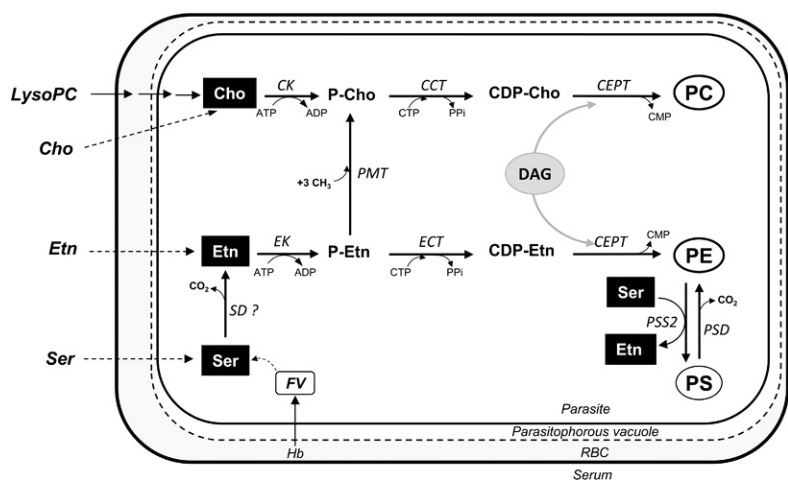 LysoPC
Cho
CK
ATP
ADP
P-Cho
CCT
CTP
PPi
CDP-Cho
CEPT
CMP
PC
Cho
+3 CH3
PMT
DAG
Etn
Etn
EK
ATP
ADP
P-Etn
ECT
CTP
PPi
CDP-Etn
CEPT
CMP
PE
CO2
SD ?
Ser
PSS2
Etn
CO2
PSD
Ser
Ser
FV
PS
Parasite
Parasitophorous vacuole
Hb
RBC
Serum